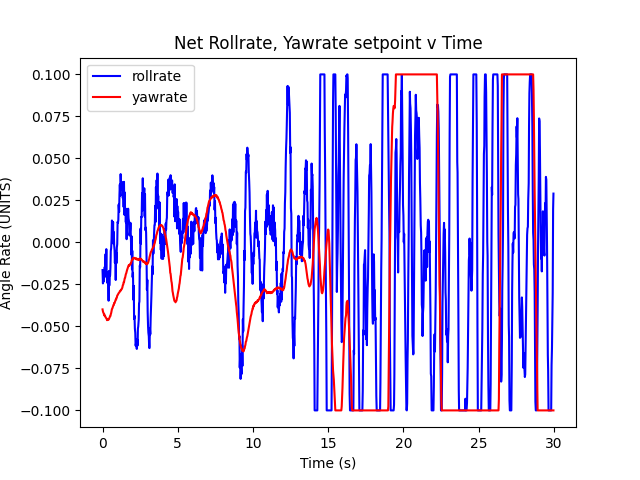 Net Rollrate, Yawrate setpoint v Time
rollrate
yawrate
0.100
0.075
0.050
0.025
0.000
−0.025
−0.050
−0.075
−0.100
Angle Rate (UNITS)
0 5 10 15 20 25 30
Time (s)